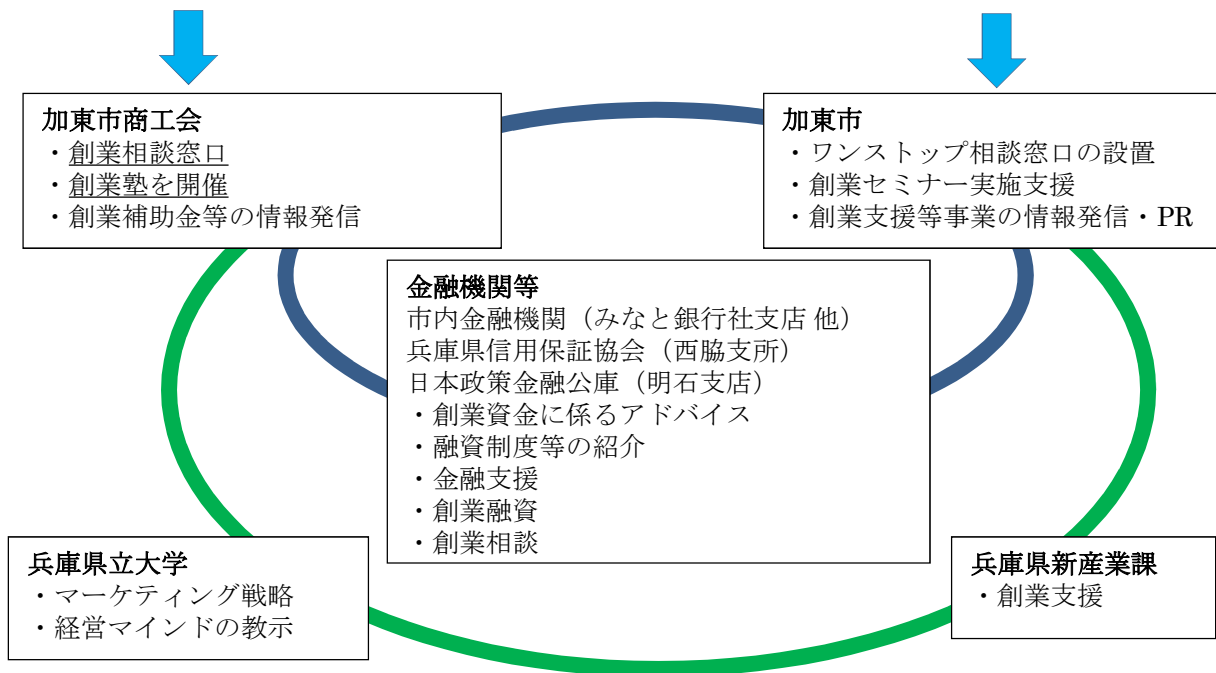 加東市商工会
・創業相談窓口
・創業塾を開催
・創業補助金等の情報発信
加東市
・ワンストップ相談窓口の設置
・創業セミナー実施支援
・創業支援等事業の情報発信・PR
金融機関等
市内金融機関（みなと銀行社支店 他）
兵庫県信用保証協会（西脇支所）
日本政策金融公庫（明石支店）
・創業資金に係るアドバイス
・融資制度等の紹介
・金融支援
・創業融資
・創業相談
兵庫県立大学
・マーケティング戦略
・経営マインドの教示
兵庫県新産業課
・創業支援